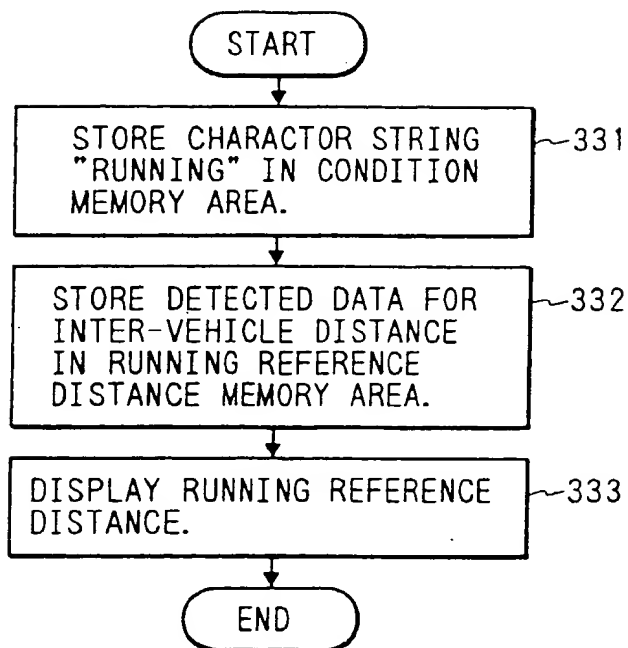 START
STORE CHARACTOR STRING
"RUNNING" IN CONDITION
MEMORY AREA.
331
STORE DETECTED DATA FOR
INTER-VEHICLE DISTANCE
IN RUNNING REFERENCE
DISTANCE MEMORY AREA.
332
DISPLAY RUNNING REFERENCE
DISTANCE.
333
END